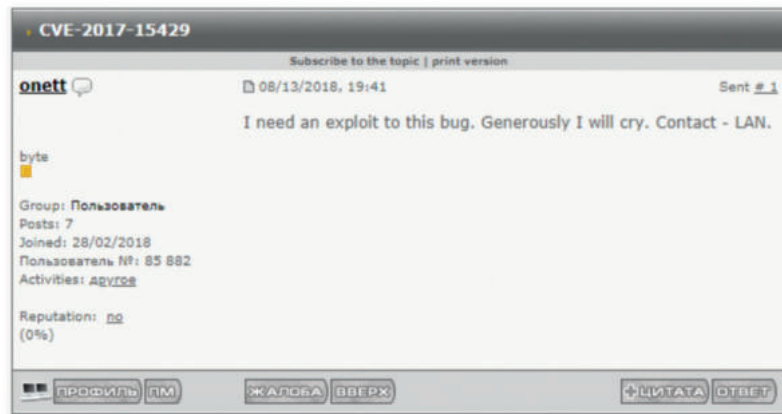 CVE-2017-15429
Subscribe to the topic | print version
onett
08/13/2018, 19:41
Sent # 1
I need an exploit to this bug. Generously I will cry. Contact - LAN.
byte
Group: Пользователь
Posts: 7
Joined: 28/02/2018
Пользователь №: 85 882
Activities: другое
Reputation: no
(0%)
ПРОФИЛЬ ПМ ЖАЛОБА ВВЕРХ +ЦИТАТА ОТВЕТ